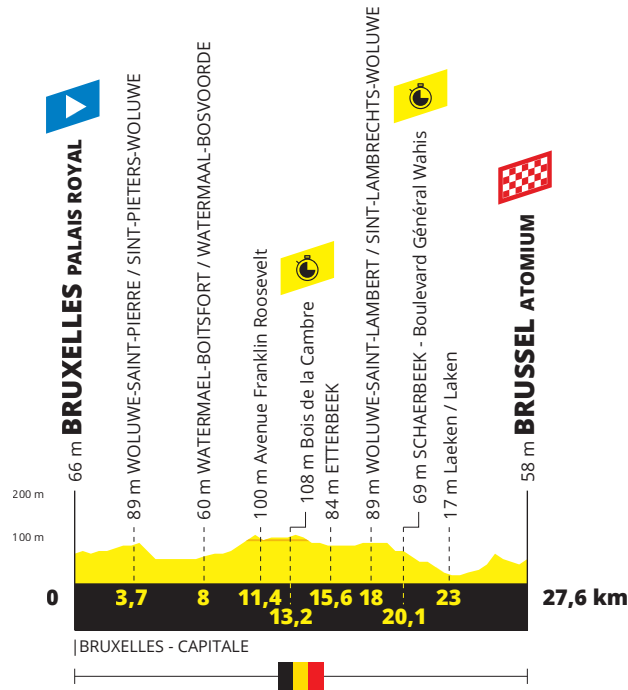 66 m BRUXELLES PALAIS ROYAL
89 m WOLUWE-SAINT-PIERRE / SINT-PIETERS-WOLUWE
60 m WATERMAEL-BOITSFORT / WATERMAAL-BOSVOORDE
100 m Avenue Franklin Roosevelt
108 m Bois de la Cambre
84 m ETTERBEEK
89 m WOLUWE-SAINT-LAMBERT / SINT-LAMBRECHTS-WOLUWE
69 m SCHAERBEEK - Boulevard Général Wahis
17 m Laeken / Laken
58 m BRUSSEL ATOMIUM
200 m
100 m
0 3,7 8 11,4 15,6 18 23 27,6 km
13,2 20,1
BRUXELLES - CAPITALE